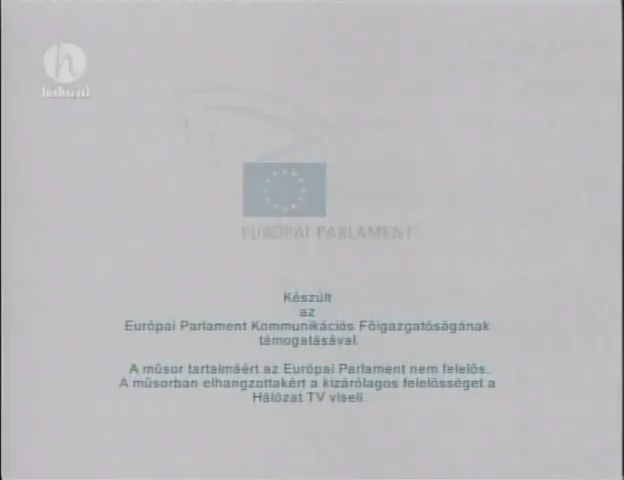 h
hálózat
EURÓPAI PARLAMENT
Készült
az
Európai Parlament Kommunikációs Főigazgatóságának
támogatásával.
A műsor tartalmáért az Európai Parlament nem felelős.
A műsorban elhangzottakért a kizárólagos felelősséget a
Hálózat TV viseli.